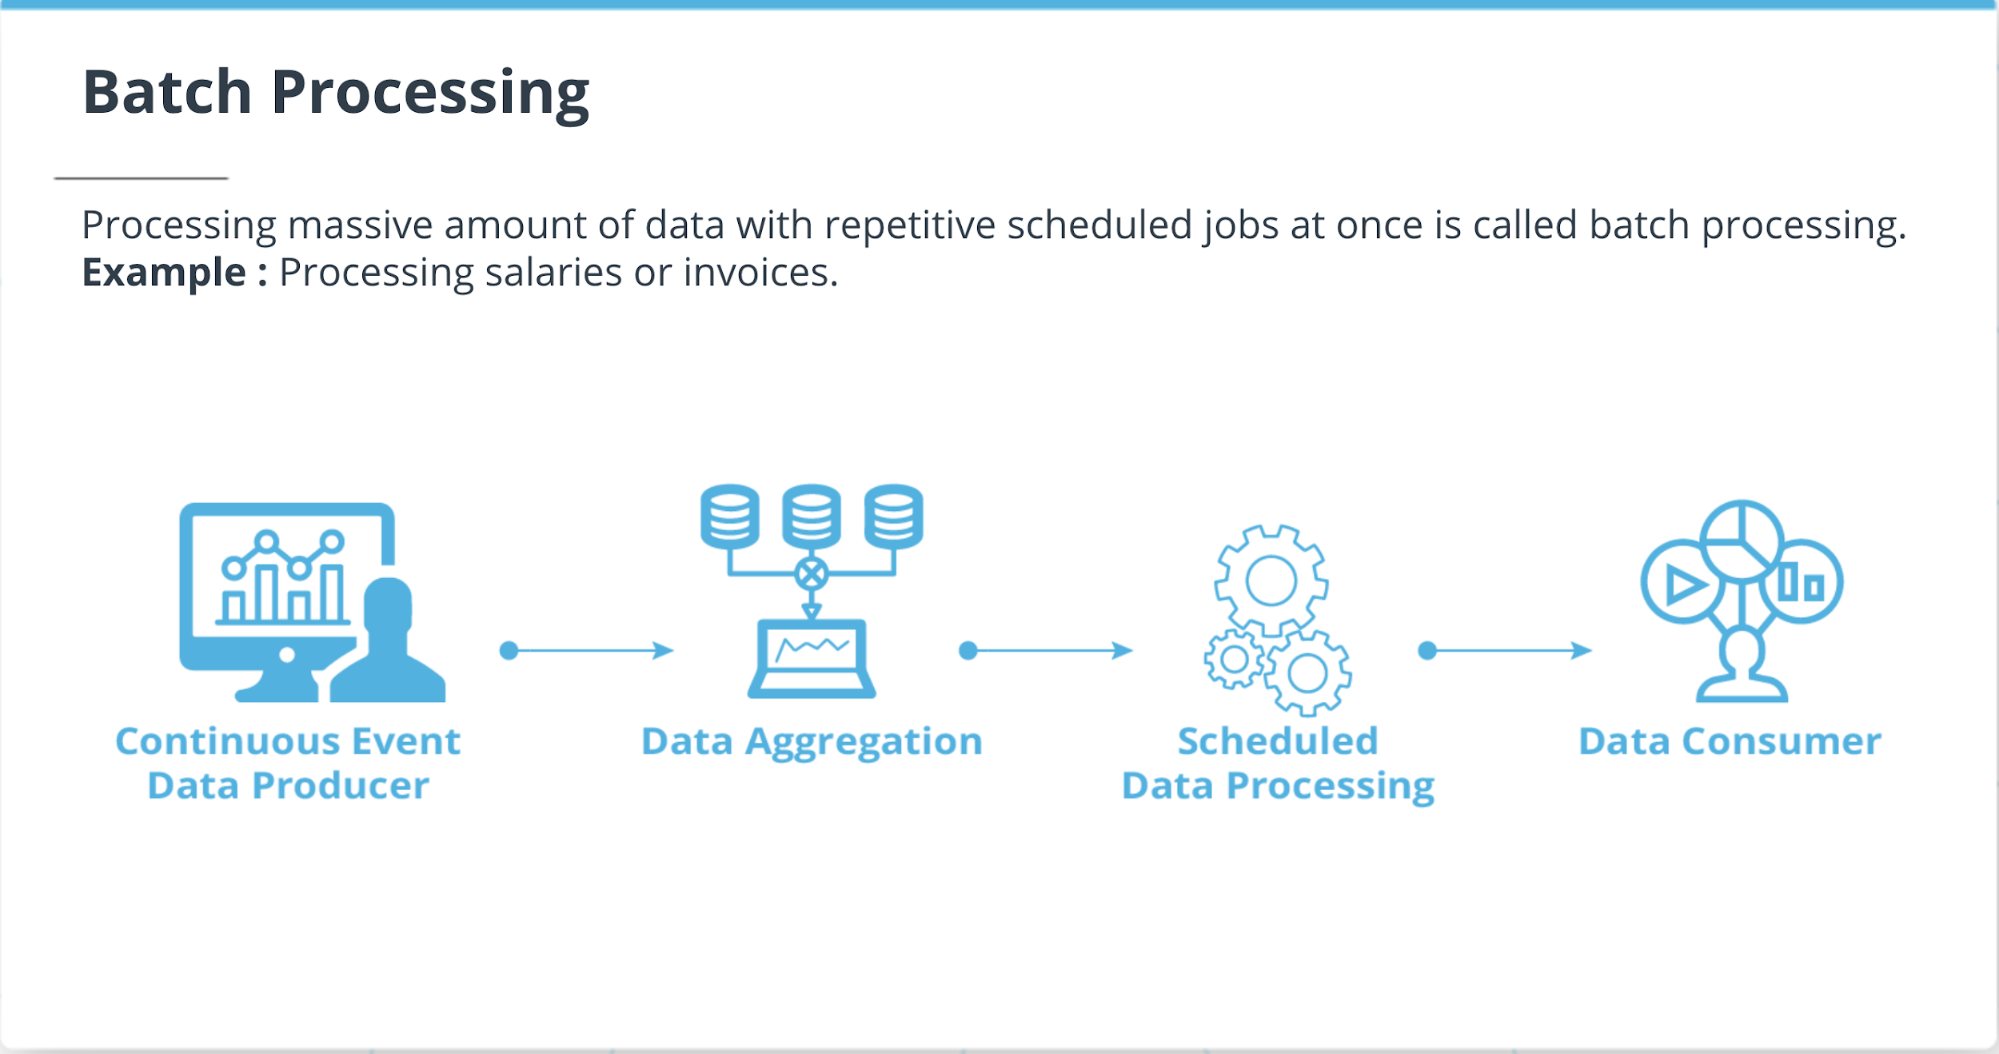 Batch Processing
Processing massive amount of data with repetitive scheduled jobs at once is called batch processing.
Example : Processing salaries or invoices.
Continuous Event
Data Producer
Data Aggregation
Scheduled
Data Processing
Data Consumer